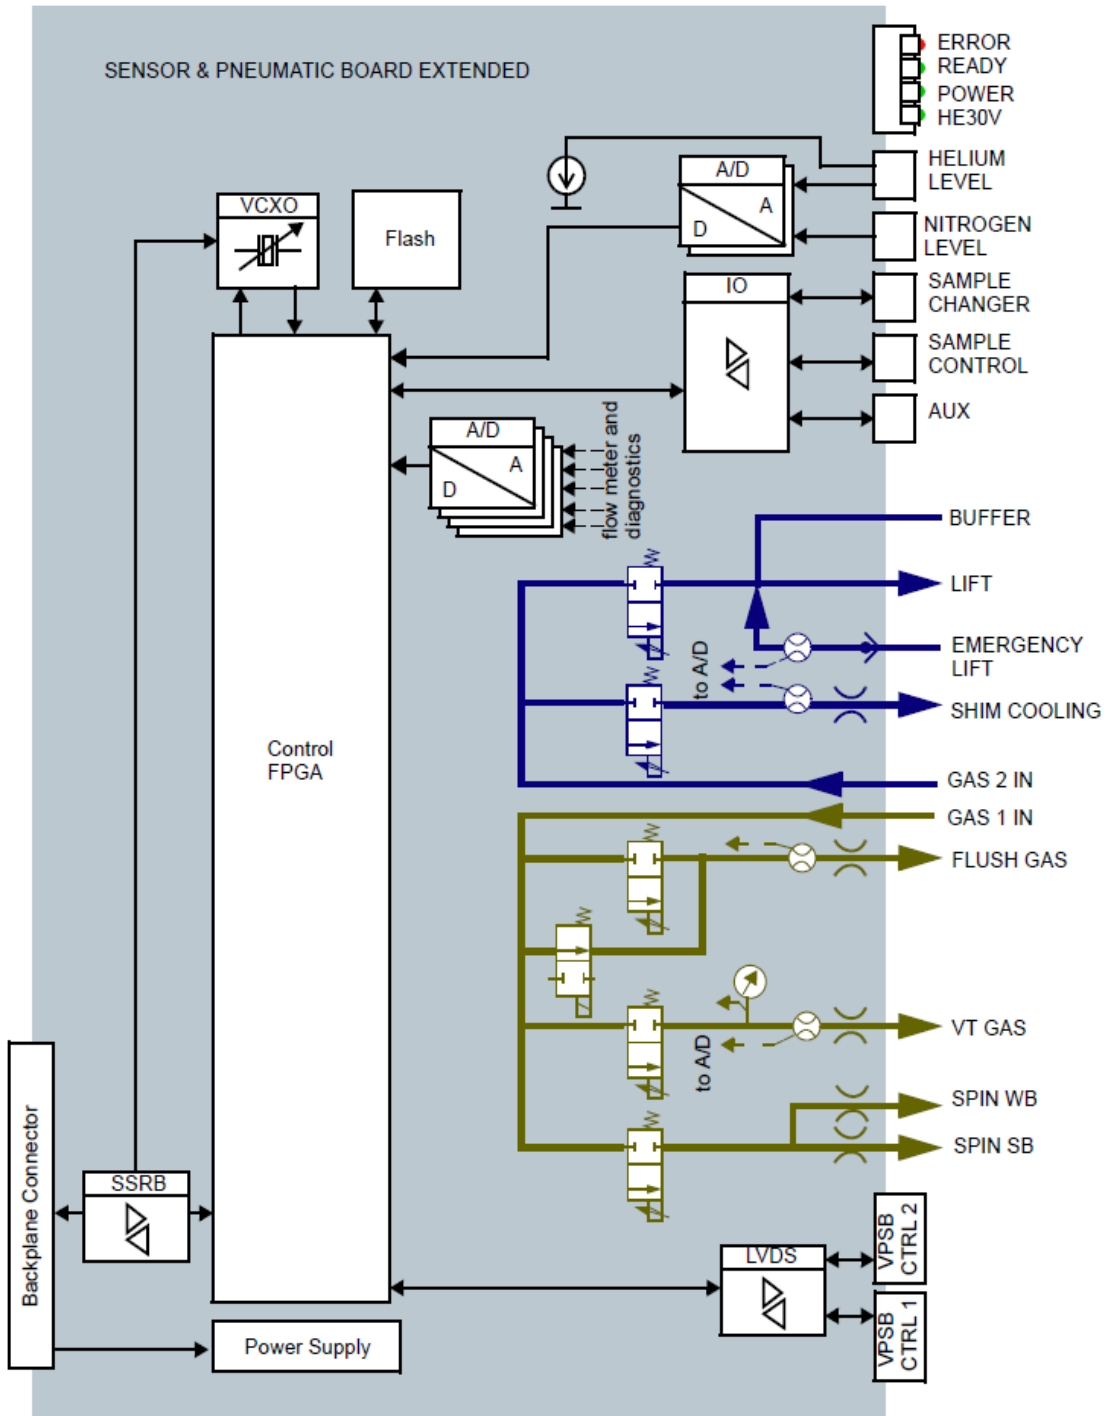 SENSOR & PNEUMATIC BOARD EXTENDED
ERROR
READY
POWER
HE30V
HELIUM
LEVEL
NITROGEN
LEVEL
SAMPLE
CHANGER
SAMPLE
CONTROL
AUX
A/D
A
D
VCXO
Flash
IO
A/D
A
D
flow meter and
diagnostics
BUFFER
LIFT
EMERGENCY
LIFT
to A/D
SHIM COOLING
Control
FPGA
GAS 2 IN
GAS 1 IN
FLUSH GAS
VT GAS
to A/D
SPIN WB
SPIN SB
Backplane Connector
SSRB
LVDS
VPSB
CTRL 2
VPSB
CTRL 1
Power Supply